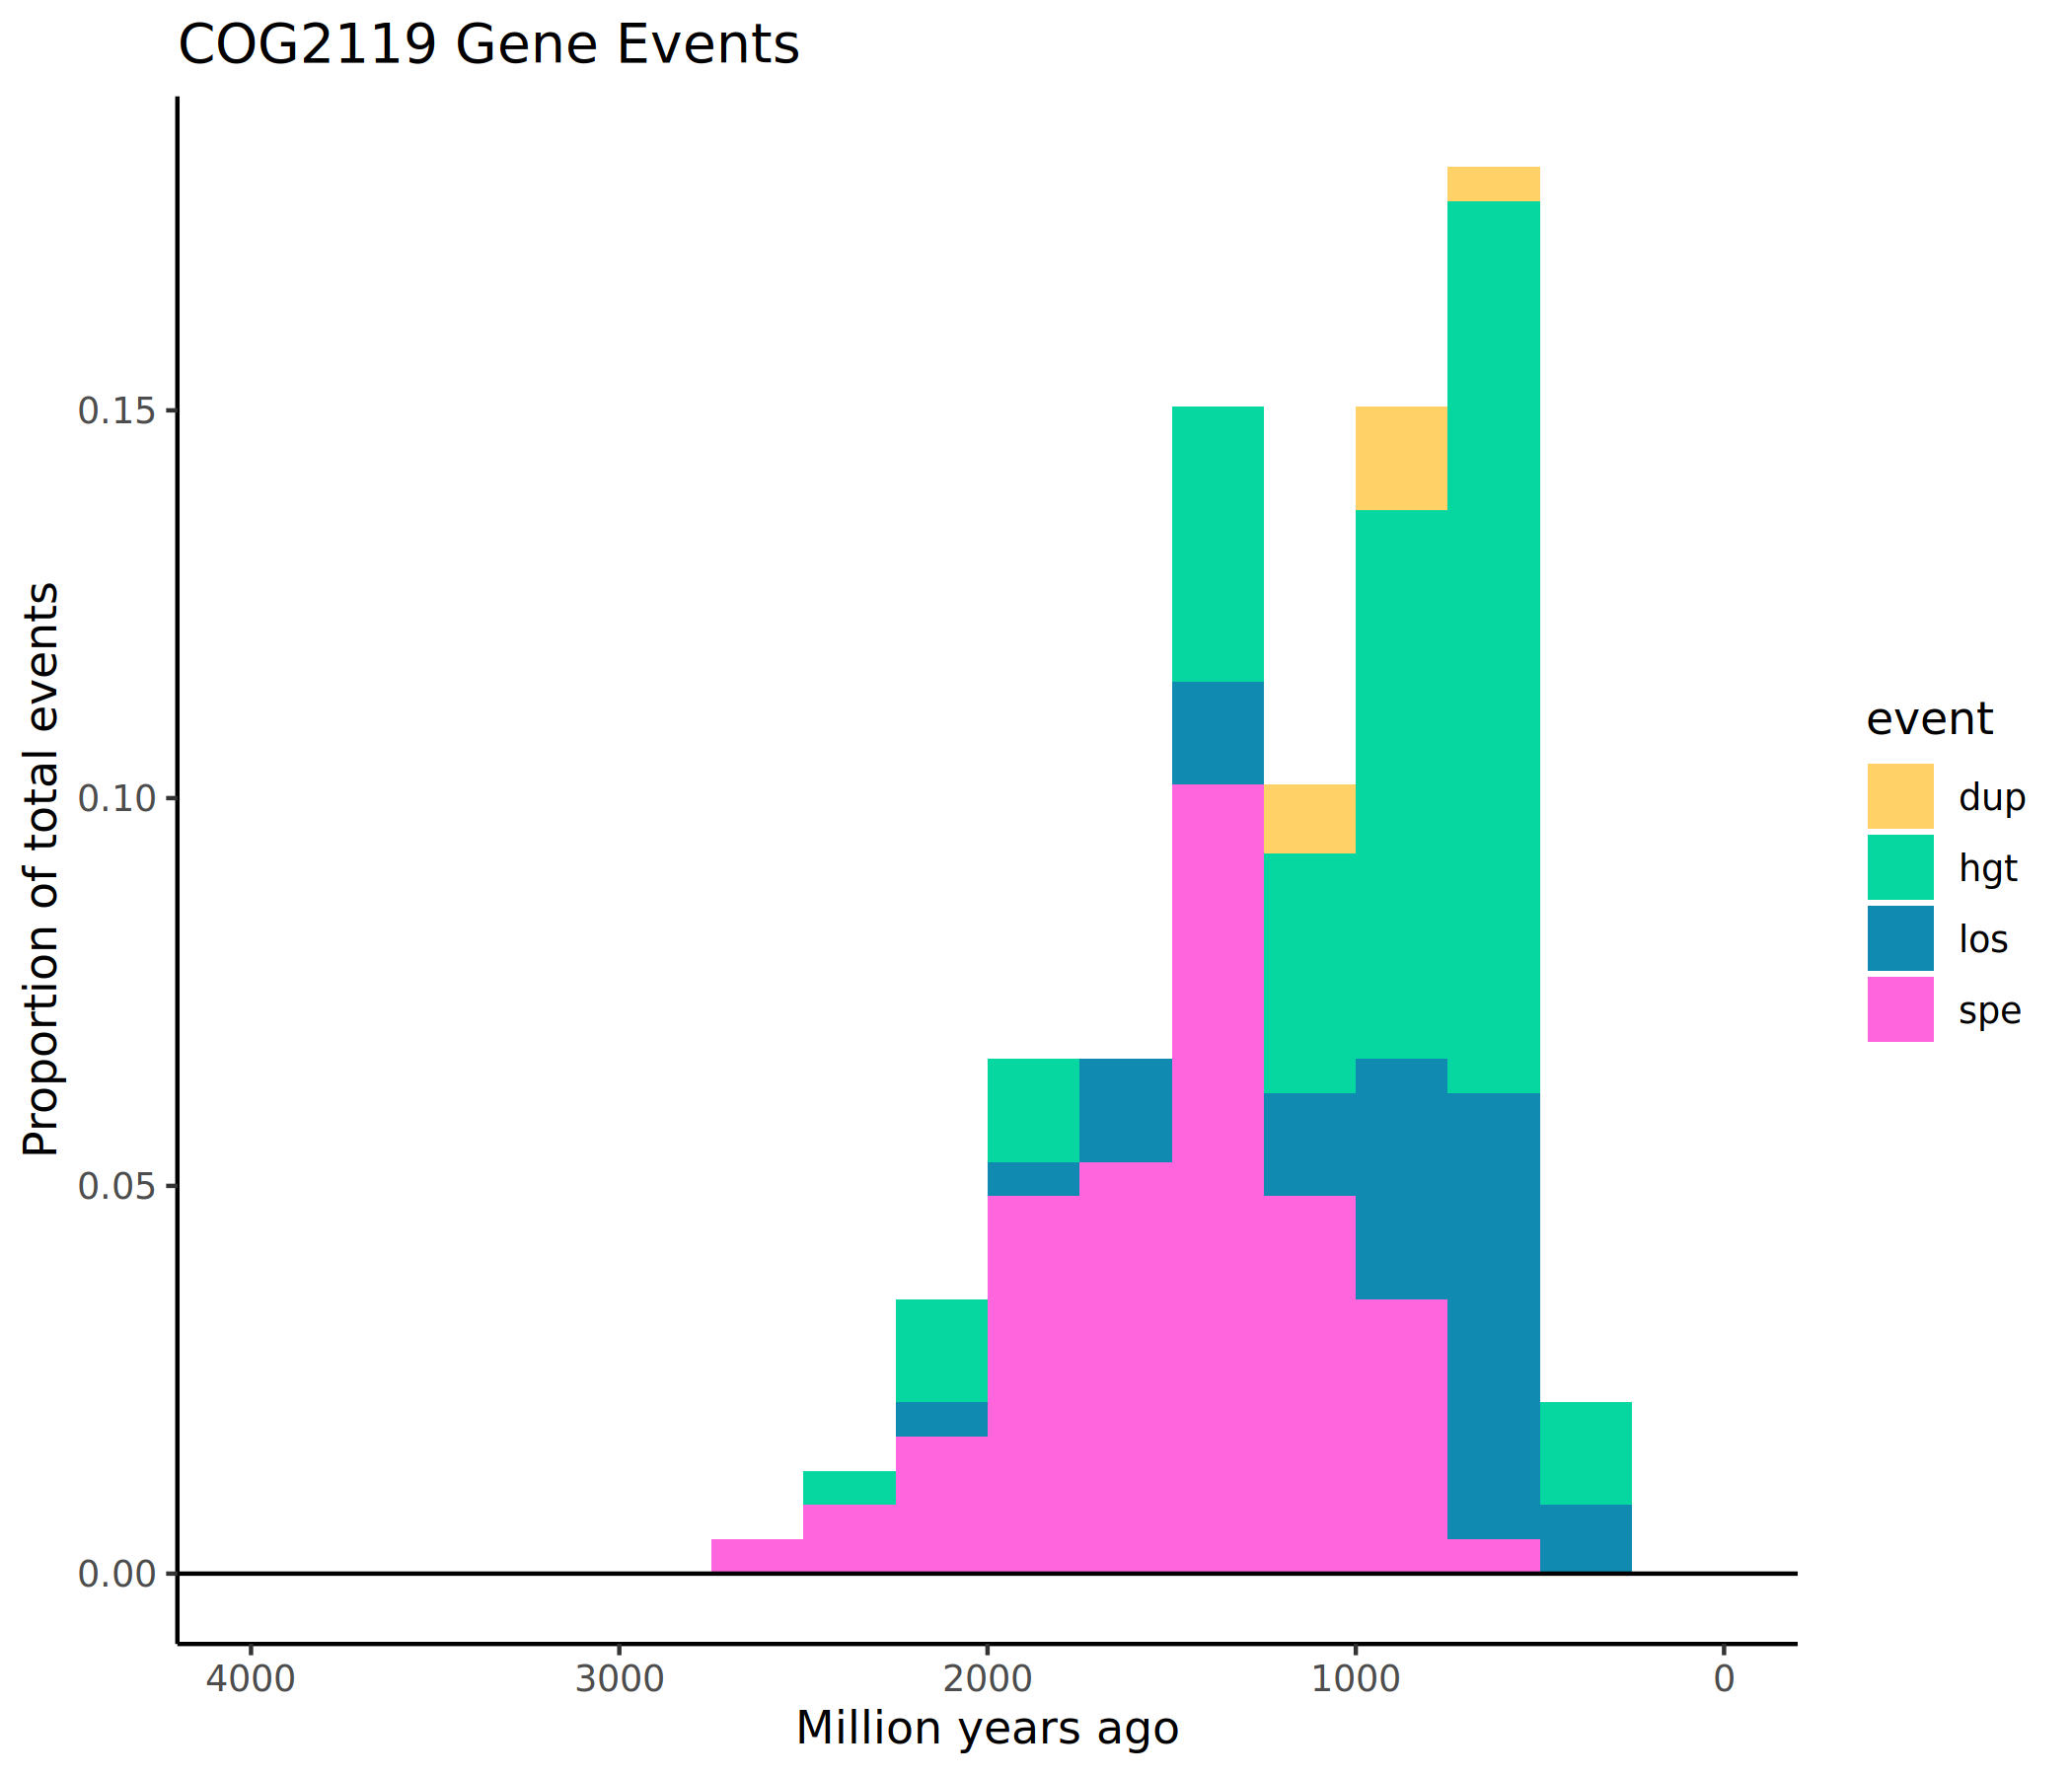 COG2119 Gene Events
Proportion of total events
0.15
0.10
0.05
0.00
4000 3000 2000 1000 0
Million years ago
event
dup
hgt
los
spe